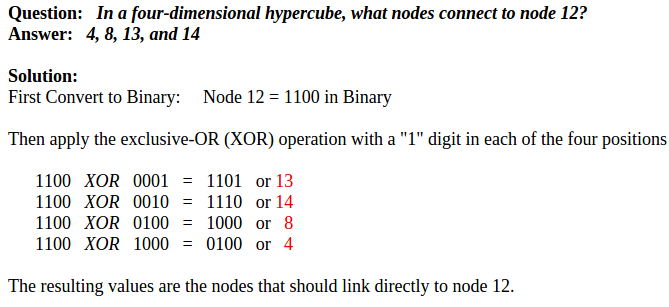 Question: In a four-dimensional hypercube, what nodes connect to node 12?
Answer: 4, 8, 13, and 14
Solution:
First Convert to Binary: Node 12 = 1100 in Binary
Then apply the exclusive-OR (XOR) operation with a "1" digit in each of the four positions
1100 XOR 0001 = 1101 or 13
1100 XOR 0010 = 1110 or 14
1100 XOR 0100 = 1000 or 8
1100 XOR 1000 = 0100 or 4
The resulting values are the nodes that should link directly to node 12.